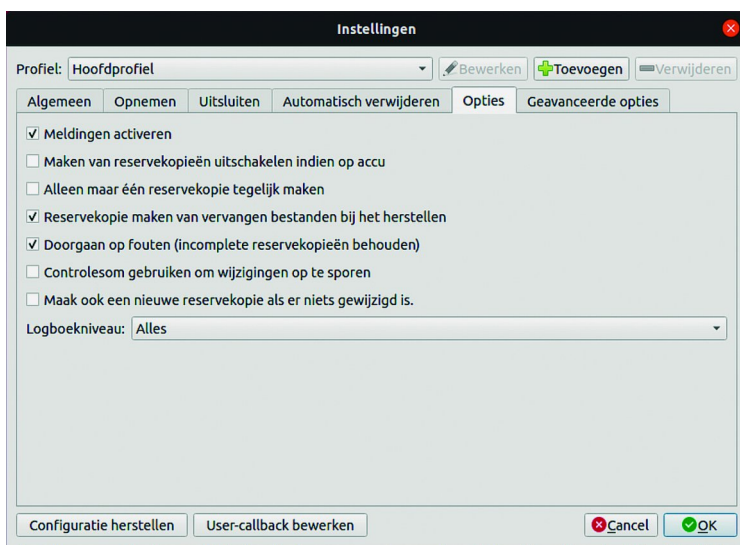 Instellingen
Profiel: Hoofdprofiel Bewerken Toevoegen Verwijderen
Algemeen Opnemen Uitsluiten Automatisch verwijderen Opties Geavanceerde opties
Meldingen activeren
Maken van reservekopieën uitschakelen indien op accu
Alleen maar één reservekopie tegelijk maken
Reservekopie maken van vervangen bestanden bij het herstellen
Doorgaan op fouten (incomplete reservekopieën behouden)
Controlesom gebruiken om wijzigingen op te sporen
Maak ook een nieuwe reservekopie als er niets gewijzigd is.
Logboekniveau: Alles
Configuratie herstellen User-callback bewerken Cancel OK